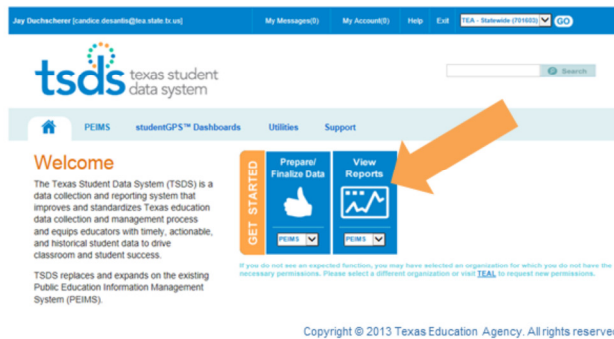 Jay Duchscherer [candice.desantis@tea.state.tx.us] My Messages(0) My Account(0) Help Exit TEA - Statewide (701603) GO
tsds texas student
data system
Search
PEIMS studentGPS™ Dashboards Utilities Support
Welcome
The Texas Student Data System (TSDS) is a
data collection and reporting system that
improves and standardizes Texas education
data collection and management process
and equips educators with timely, actionable,
and historical student data to drive
classroom and student success.
TSDS replaces and expands on the existing
Public Education Information Management
System (PEIMS).
GET STARTED
Prepare/
Finalize Data
PEIMS
View
Reports
PEIMS
If you do not see an expected function, you may have selected an organization for which you do not have the
necessary permissions. Please select a different organization or visit TEAL to request new permissions.
Copyright © 2013 Texas Education Agency. All rights reserved